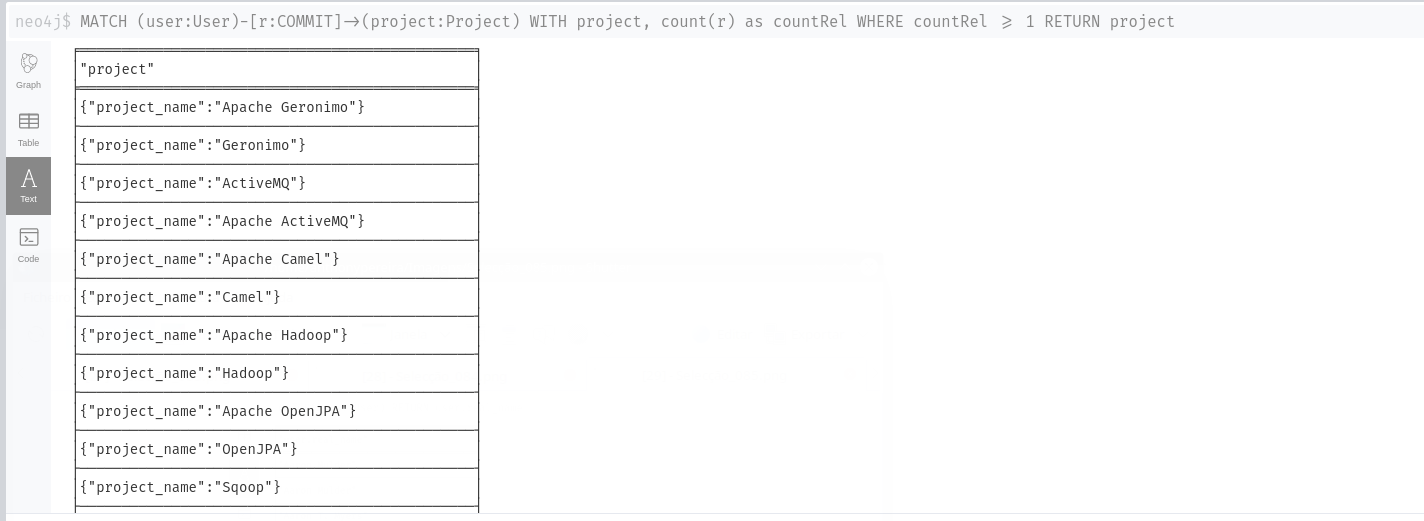 neo4j$ MATCH (user:User)-[r:COMMIT]→(project:Project) WITH project, count(r) as countRel WHERE countRel ⩾ 1 RETURN project
Graph
Table
Text
Code
"project"
{"project_name":"Apache Geronimo"}
{"project_name":"Geronimo"}
{"project_name":"ActiveMQ"}
{"project_name":"Apache ActiveMQ"}
{"project_name":"Apache Camel"}
{"project_name":"Camel"}
{"project_name":"Apache Hadoop"}
{"project_name":"Hadoop"}
{"project_name":"Apache OpenJPA"}
{"project_name":"OpenJPA"}
{"project_name":"Sqoop"}